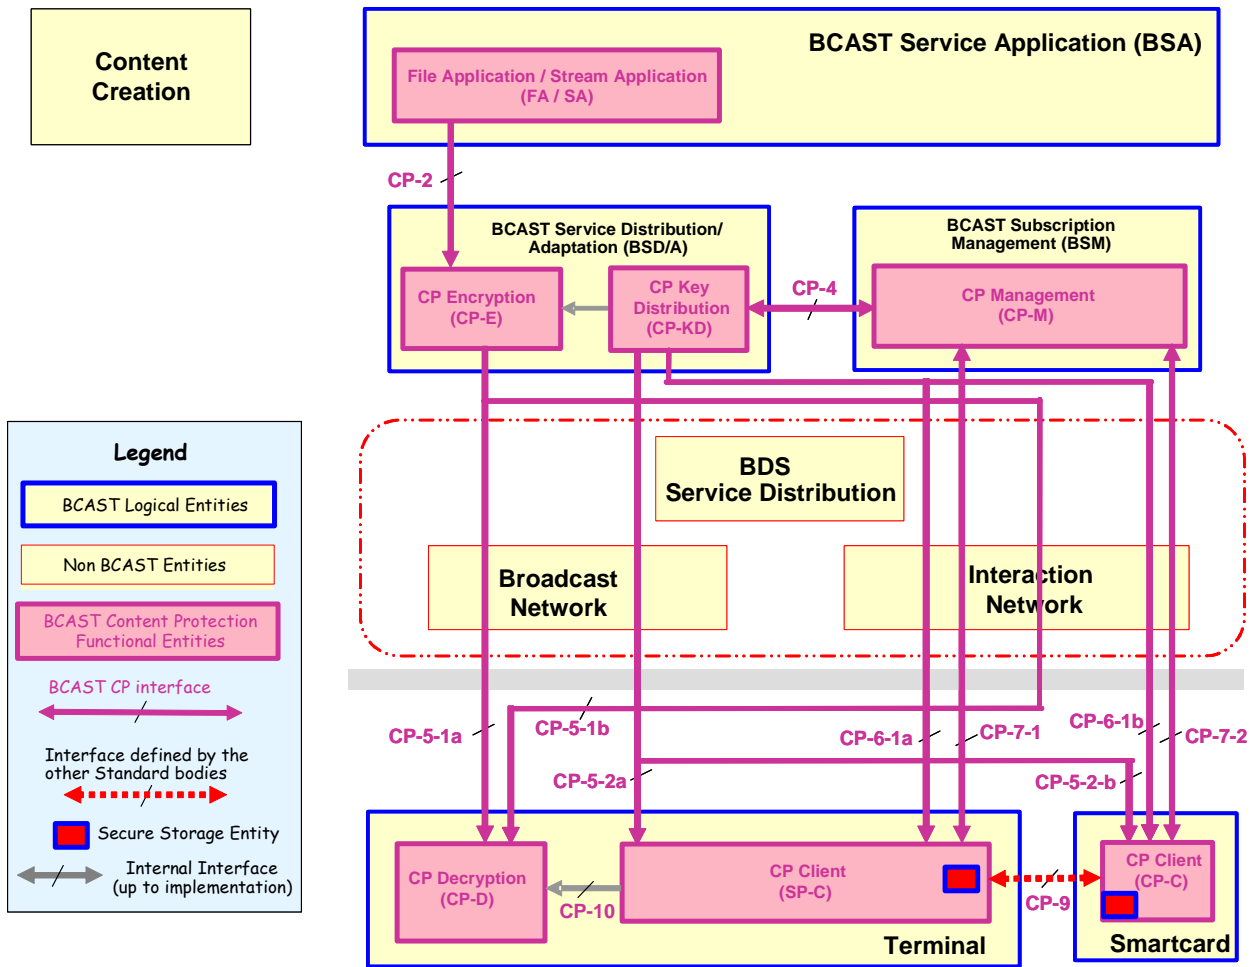 Content
Creation
BCAST Service Application (BSA)
File Application / Stream Application
(FA / SA)
CP-2
BCAST Service Distribution/
Adaptation (BSD/A)
CP Encryption
(CP-E)
CP Key
Distribution
(CP-KD)
CP-4
BCAST Subscription
Management (BSM)
CP Management
(CP-M)
Legend
BCAST Logical Entities
Non BCAST Entities
BCAST Content Protection
Functional Entities
BCAST CP interface
Interface defined by the
other Standard bodies
Secure Storage Entity
Internal Interface
(up to implementation)
BDS
Service Distribution
Broadcast
Network
Interaction
Network
CP-5-1a
CP-5-1b
CP-5-2a
CP-6-1a
CP-7-1
CP-6-1b
CP-7-2
CP-5-2-b
CP Decryption
(CP-D)
CP-10
CP Client
(SP-C)
Terminal
CP-9
CP Client
(CP-C)
Smartcard